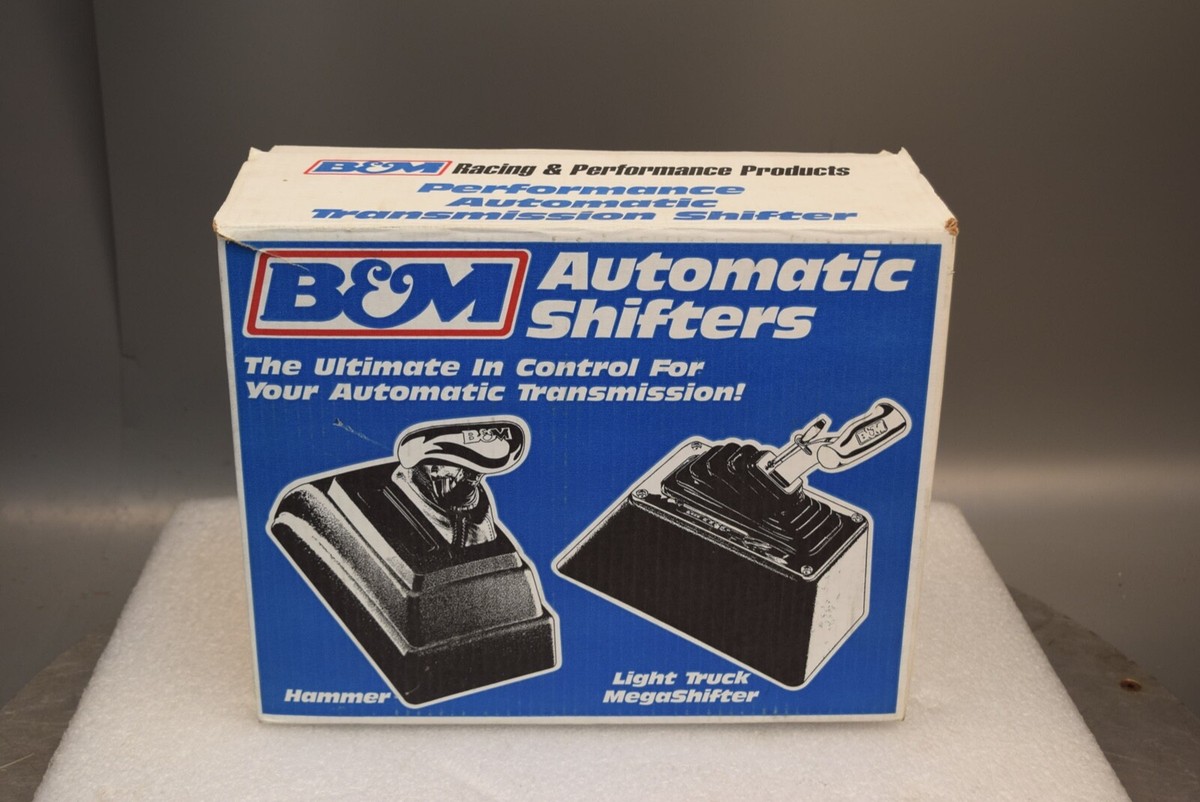 B&M Racing & Performance Products
Performance
Automatic
Transmission Shifter
B&M Automatic
Shifters
The Ultimate In Control For
Your Automatic Transmission!
B&M
B&M
Hammer
Light Truck
MegaShifter